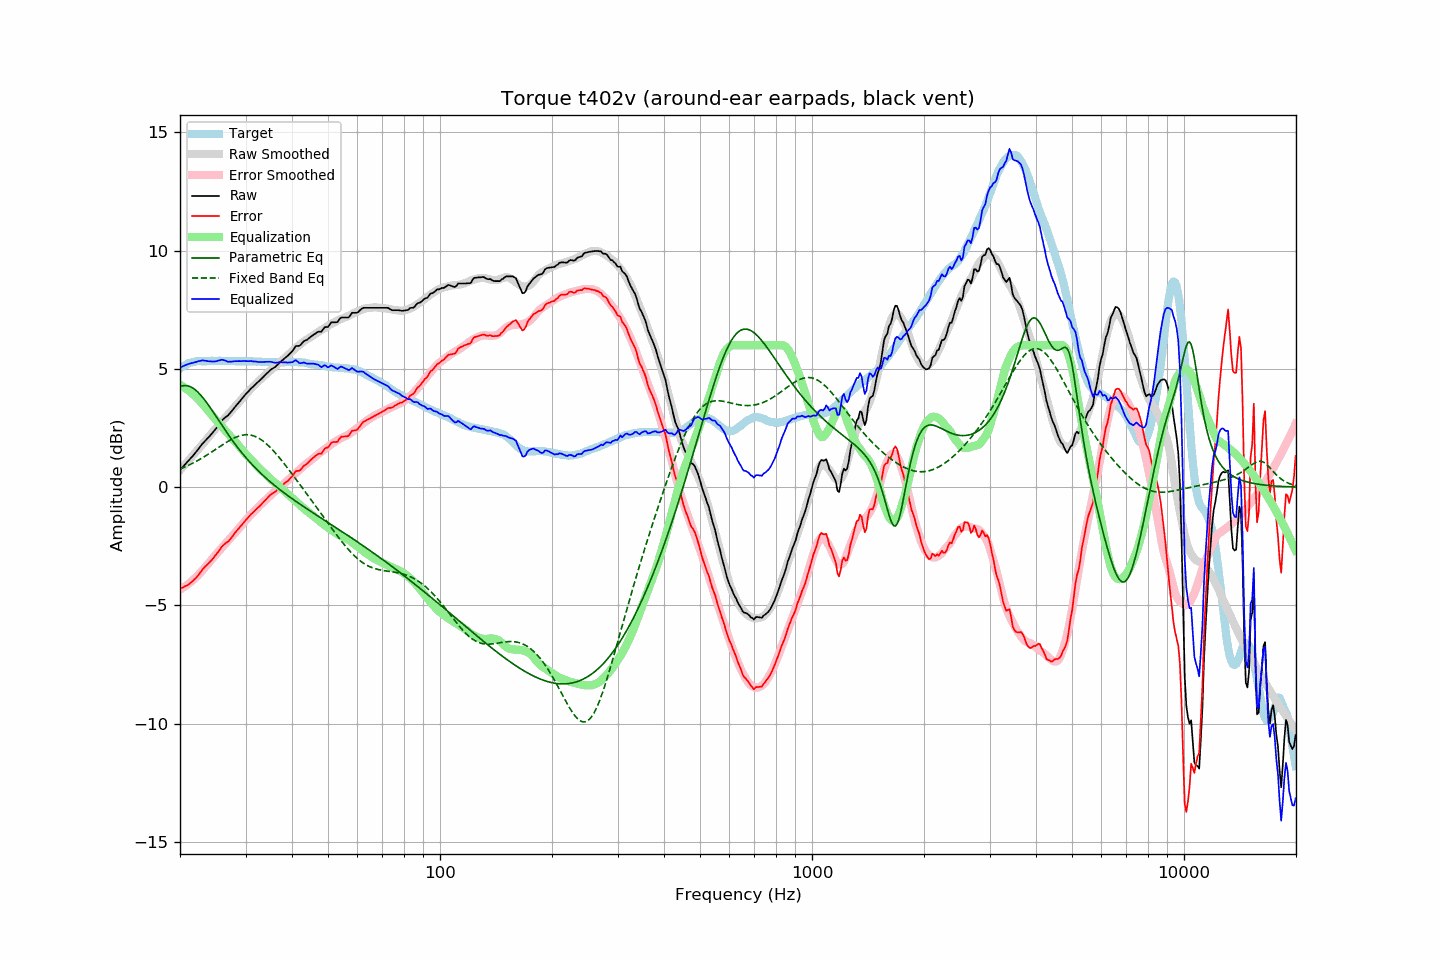 Torque t402v (around-ear earpads, black vent)
15
10
5
0
−5
−10
−15
Amplitude (dBr)
Target
Raw Smoothed
Error Smoothed
Raw
Error
Equalization
Parametric Eq
Fixed Band Eq
Equalized
100
1000
10000
Frequency (Hz)